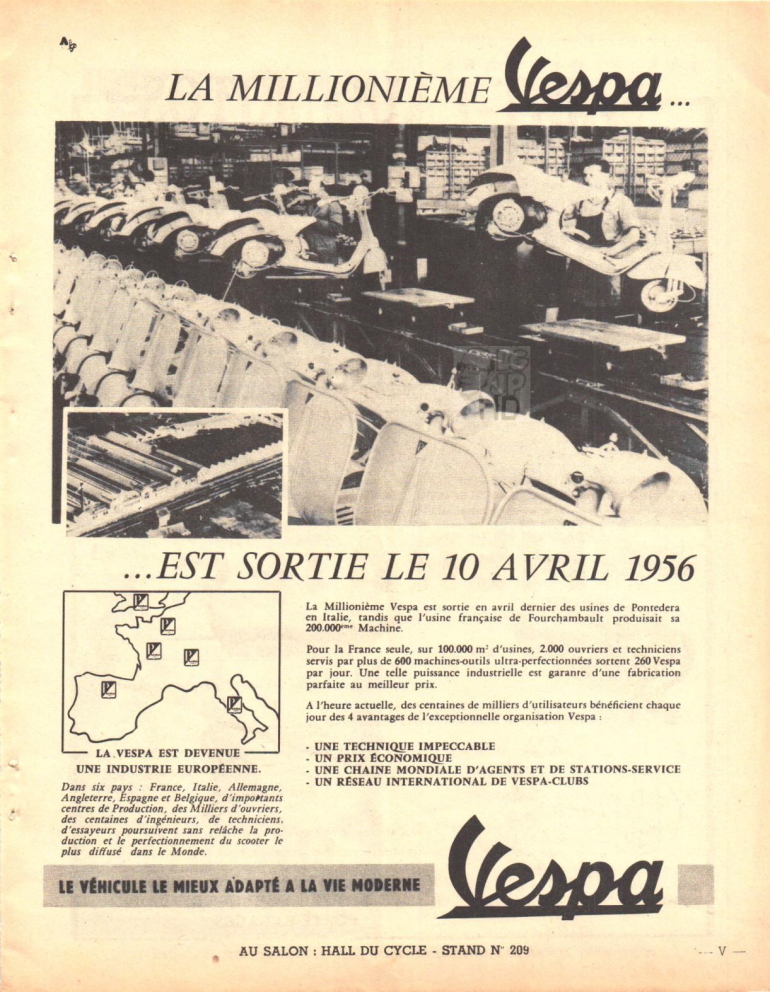 LA MILLIONIÈME Vespa...
...EST SORTIE LE 10 AVRIL 1956
La Millionième Vespa est sortie en avril dernier des usines de Pontedera
en Italie, tandis que l'usine française de Fourchambault produisait sa
200.000ème Machine.
Pour la France seule, sur 100.000 m² d'usines, 2.000 ouvriers et techniciens
servis par plus de 600 machines-outils ultra-perfectionnées sortent 260 Vespa
par jour. Une telle puissance industrielle est garante d'une fabrication
parfaite au meilleur prix.
A l'heure actuelle, des centaines de milliers d'utilisateurs bénéficient chaque
jour des 4 avantages de l'exceptionnelle organisation Vespa :
- UNE TECHNIQUE IMPECCABLE
- UN PRIX ÉCONOMIQUE
- UNE CHAINE MONDIALE D'AGENTS ET DE STATIONS-SERVICE
- UN RÉSEAU INTERNATIONAL DE VESPA-CLUBS
LA VESPA EST DEVENUE
UNE INDUSTRIE EUROPÉENNE.
Dans six pays : France, Italie, Allemagne,
Angleterre, Espagne et Belgique, d'importants
centres de Production, des Milliers d'ouvriers,
des centaines d'ingénieurs, de techniciens,
d'essayeurs poursuivent sans relâche la pro-
duction et le perfectionnement du scooter le
plus diffusé dans le Monde.
LE VÉHICULE LE MIEUX ADAPTÉ A LA VIE MODERNE
Vespa
AU SALON : HALL DU CYCLE - STAND N° 209
— V —